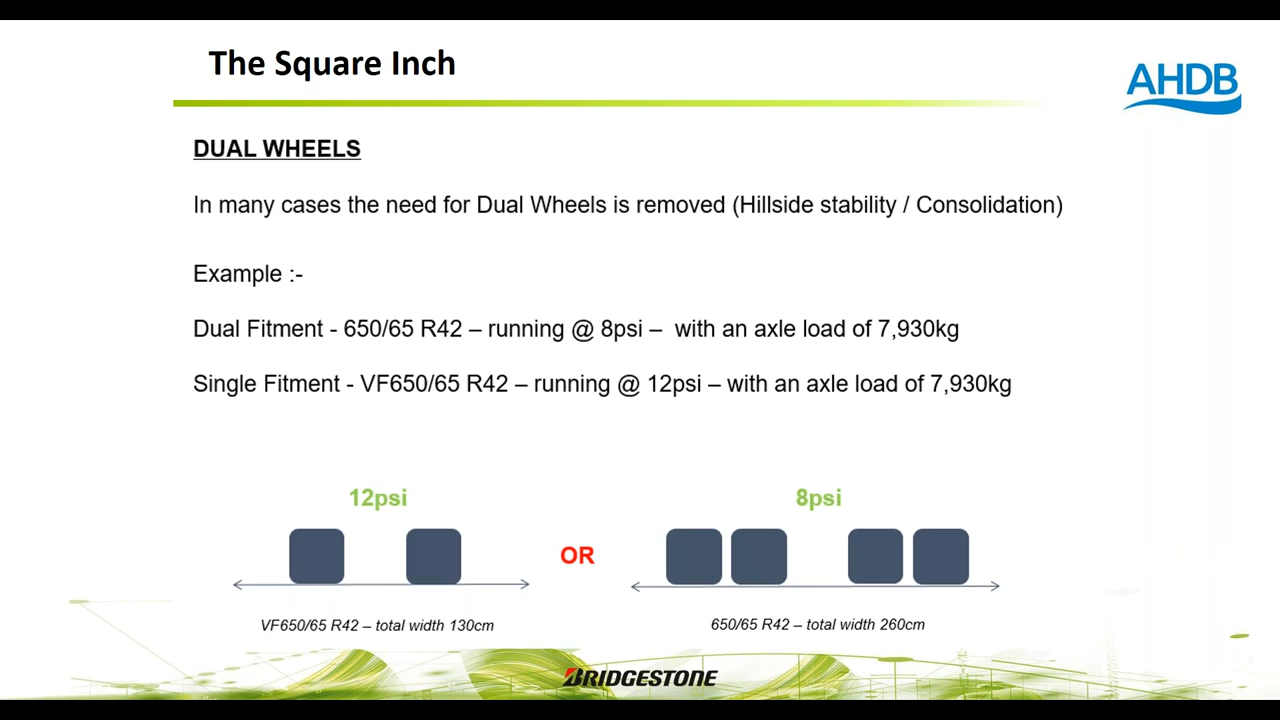 The Square Inch
AHDB
DUAL WHEELS
In many cases the need for Dual Wheels is removed (Hillside stability / Consolidation)
Example :-
Dual Fitment - 650/65 R42 – running @ 8psi –  with an axle load of 7,930kg
Single Fitment - VF650/65 R42 – running @ 12psi – with an axle load of 7,930kg
12psi
8psi
OR
VF650/65 R42 – total width 130cm
650/65 R42 – total width 260cm
BRIDGESTONE